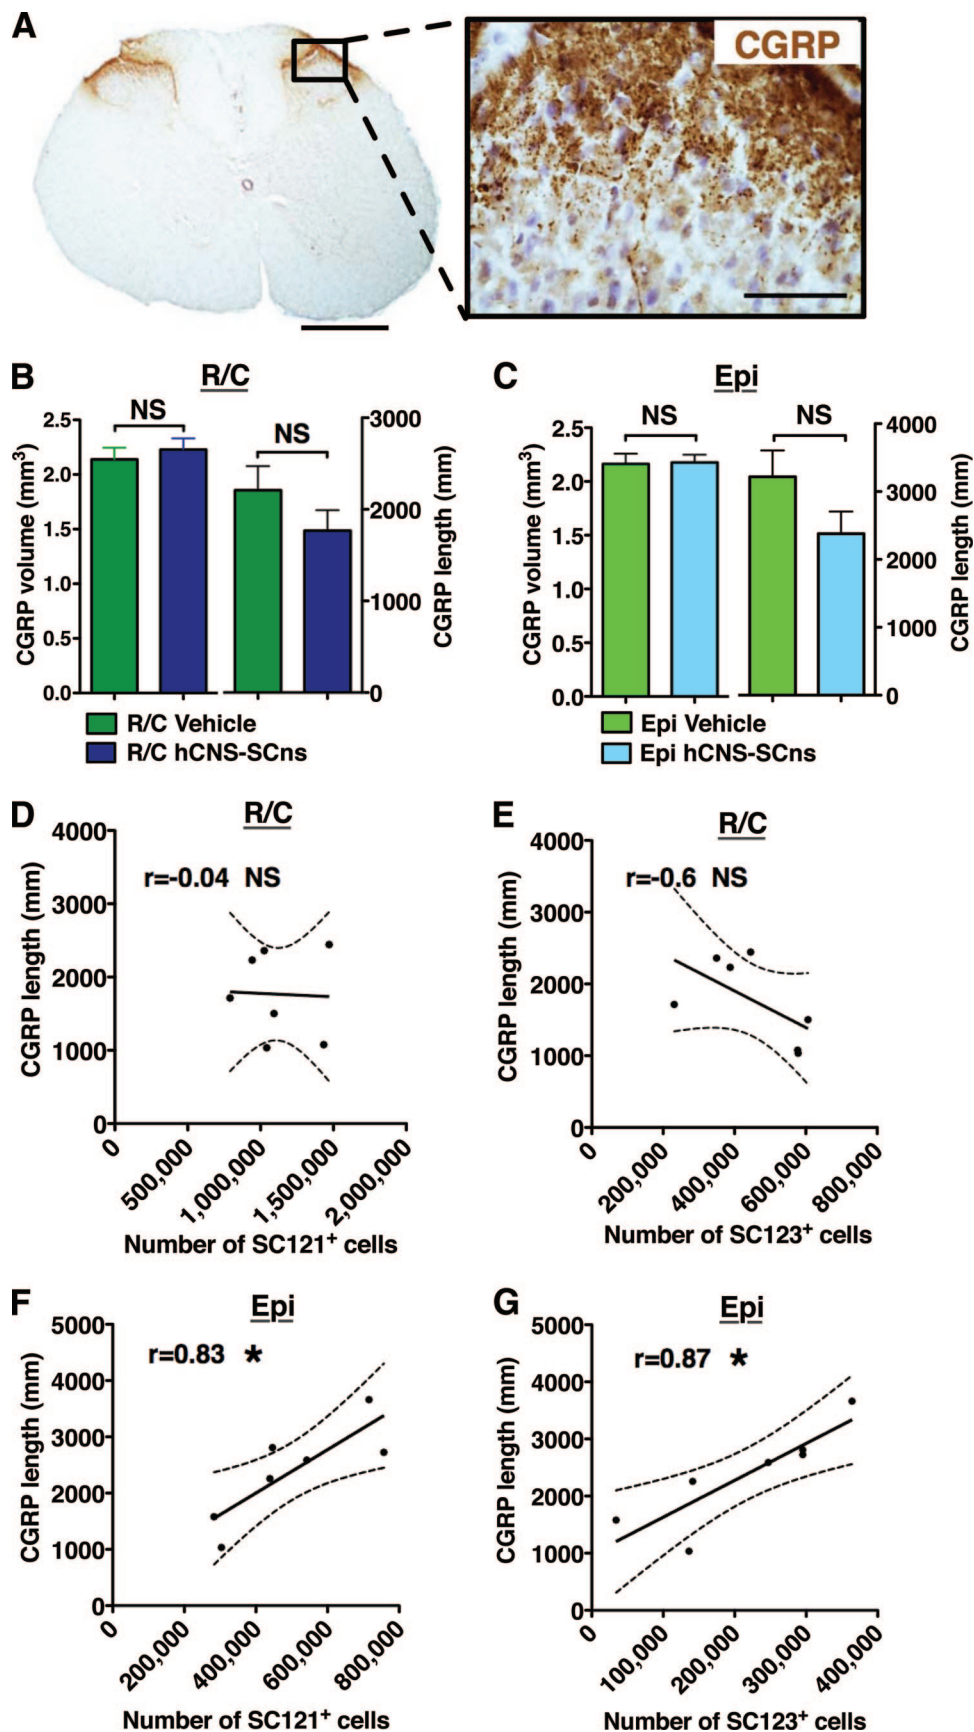 A
CGRP
B
R/C
NS
NS
2.5
2.0
1.5
1.0
0.5
0.0
CGRP volume (mm³)
3000
2000
1000
0
CGRP length (mm)
R/C Vehicle
R/C hCNS-SCns
C
Epi
NS
NS
2.5
2.0
1.5
1.0
0.5
0.0
CGRP volume (mm³)
4000
3000
2000
1000
0
CGRP length (mm)
Epi Vehicle
Epi hCNS-SCns
D
R/C
r=-0.04 NS
4000
3000
2000
1000
0
CGRP length (mm)
0
500,000
1,000,000
1,500,000
2,000,000
Number of SC121⁺ cells
E
R/C
r=-0.6 NS
4000
3000
2000
1000
0
CGRP length (mm)
0
200,000
400,000
600,000
800,000
Number of SC123⁺ cells
F
Epi
r=0.83 *
5000
4000
3000
2000
1000
0
CGRP length (mm)
0
200,000
400,000
600,000
800,000
Number of SC121⁺ cells
G
Epi
r=0.87 *
5000
4000
3000
2000
1000
0
CGRP length (mm)
0
100,000
200,000
300,000
400,000
Number of SC123⁺ cells